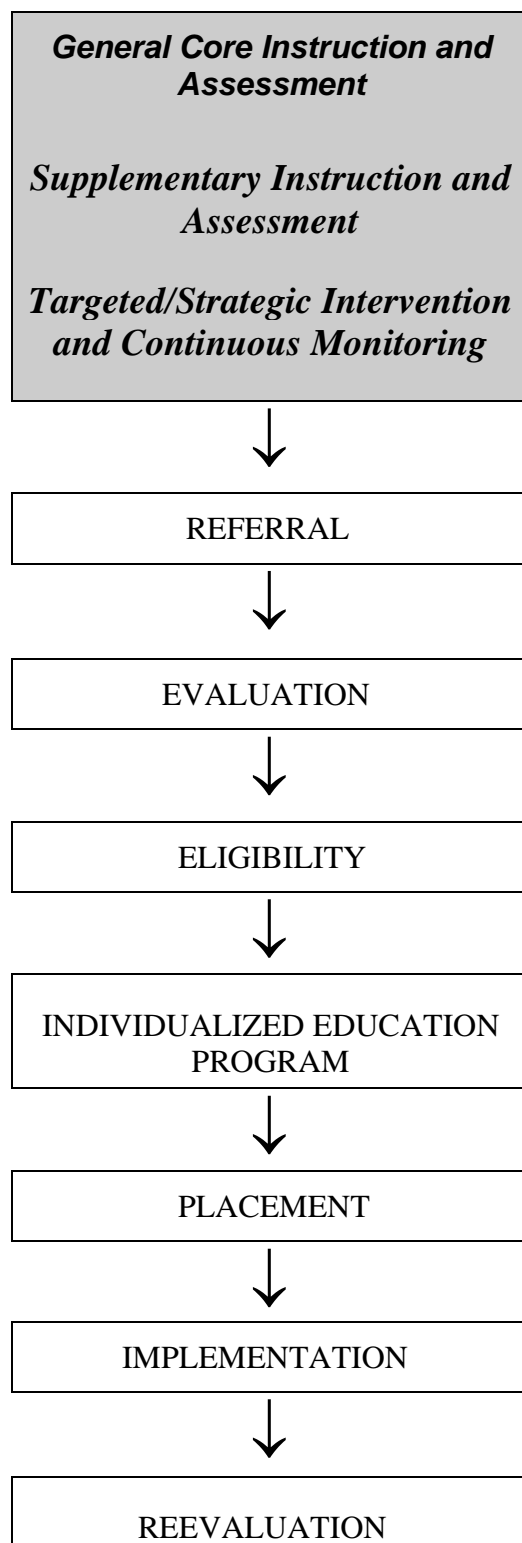 General Core Instruction and
Assessment
Supplementary Instruction and
Assessment
Targeted/Strategic Intervention
and Continuous Monitoring
REFERRAL
EVALUATION
ELIGIBILITY
INDIVIDUALIZED EDUCATION
PROGRAM
PLACEMENT
IMPLEMENTATION
REEVALUATION